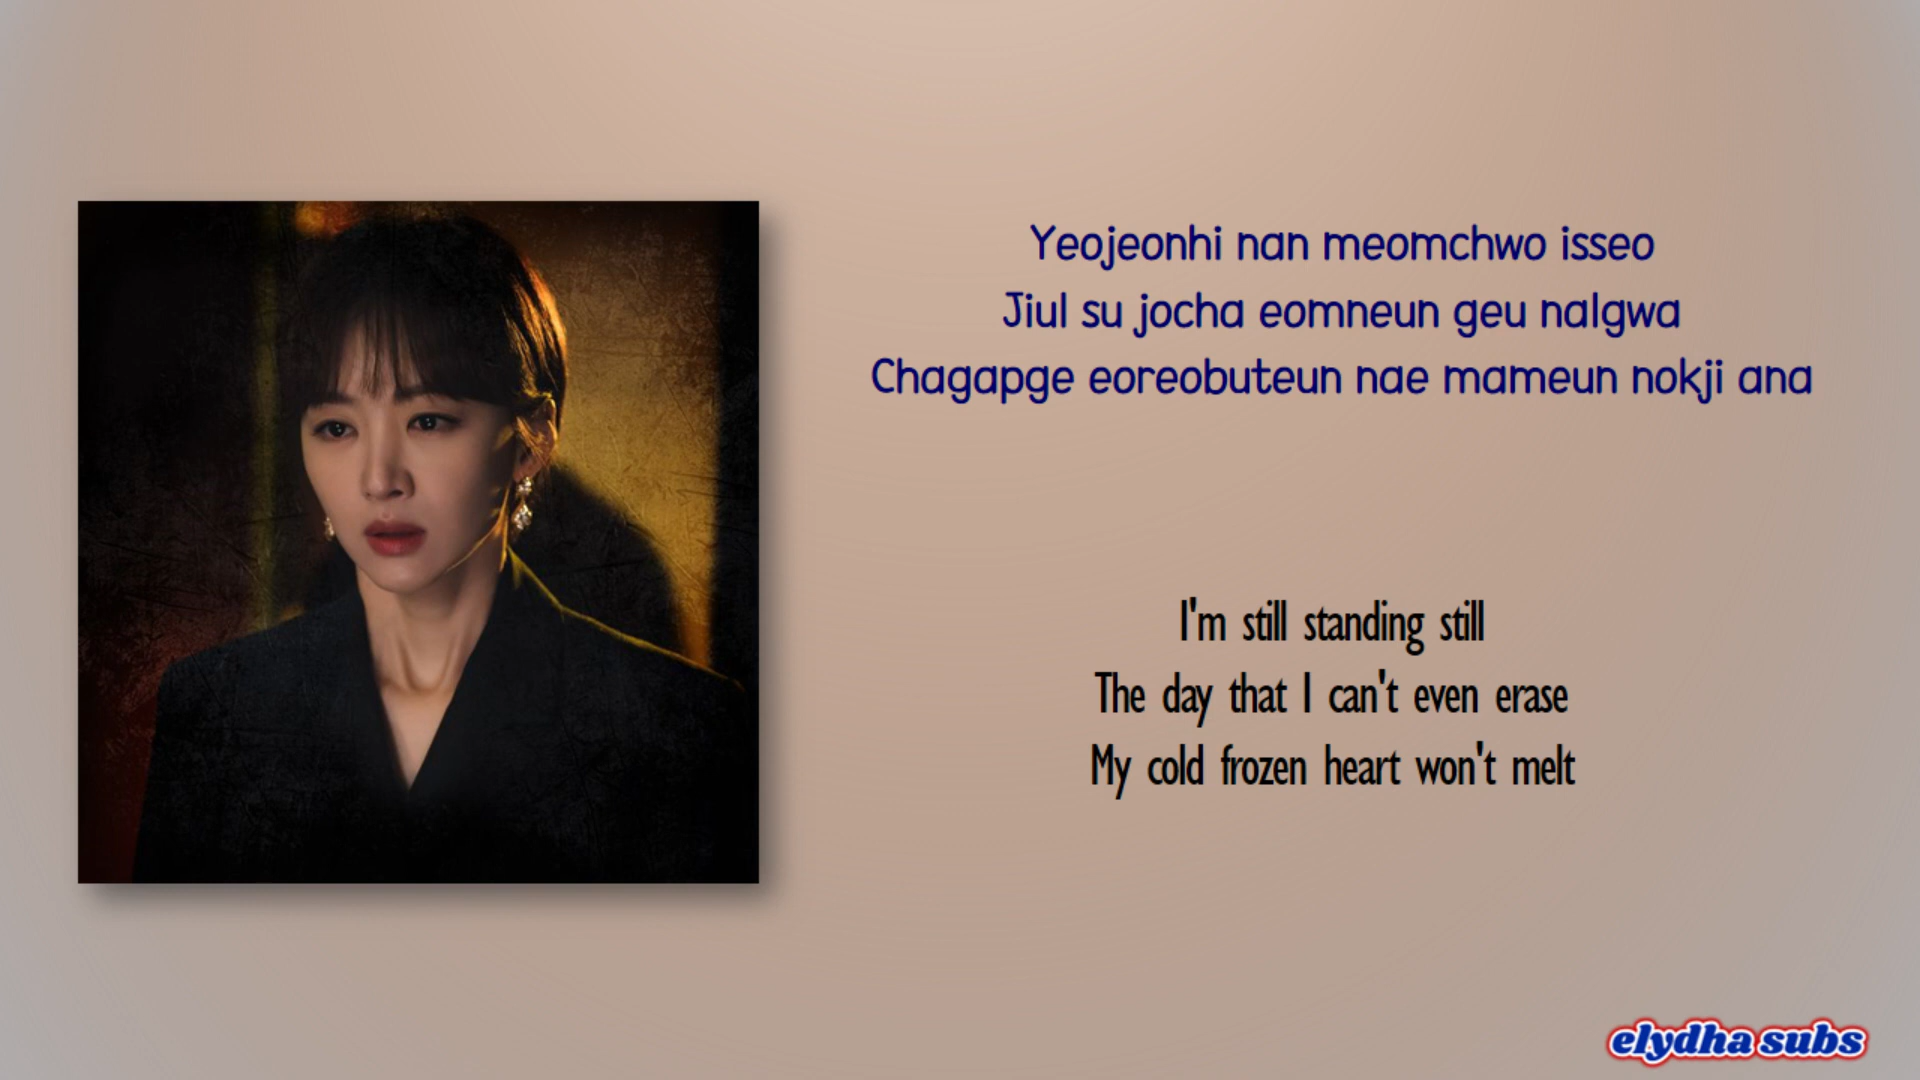 Yeojeonhi nan meomchwo isseo
Jiul su jocha eomneun geu nalgwa
Chagapge eoreobuteun nae mameun nokji ana
I'm still standing still
The day that I can't even erase
My cold frozen heart won't melt
elydha subs